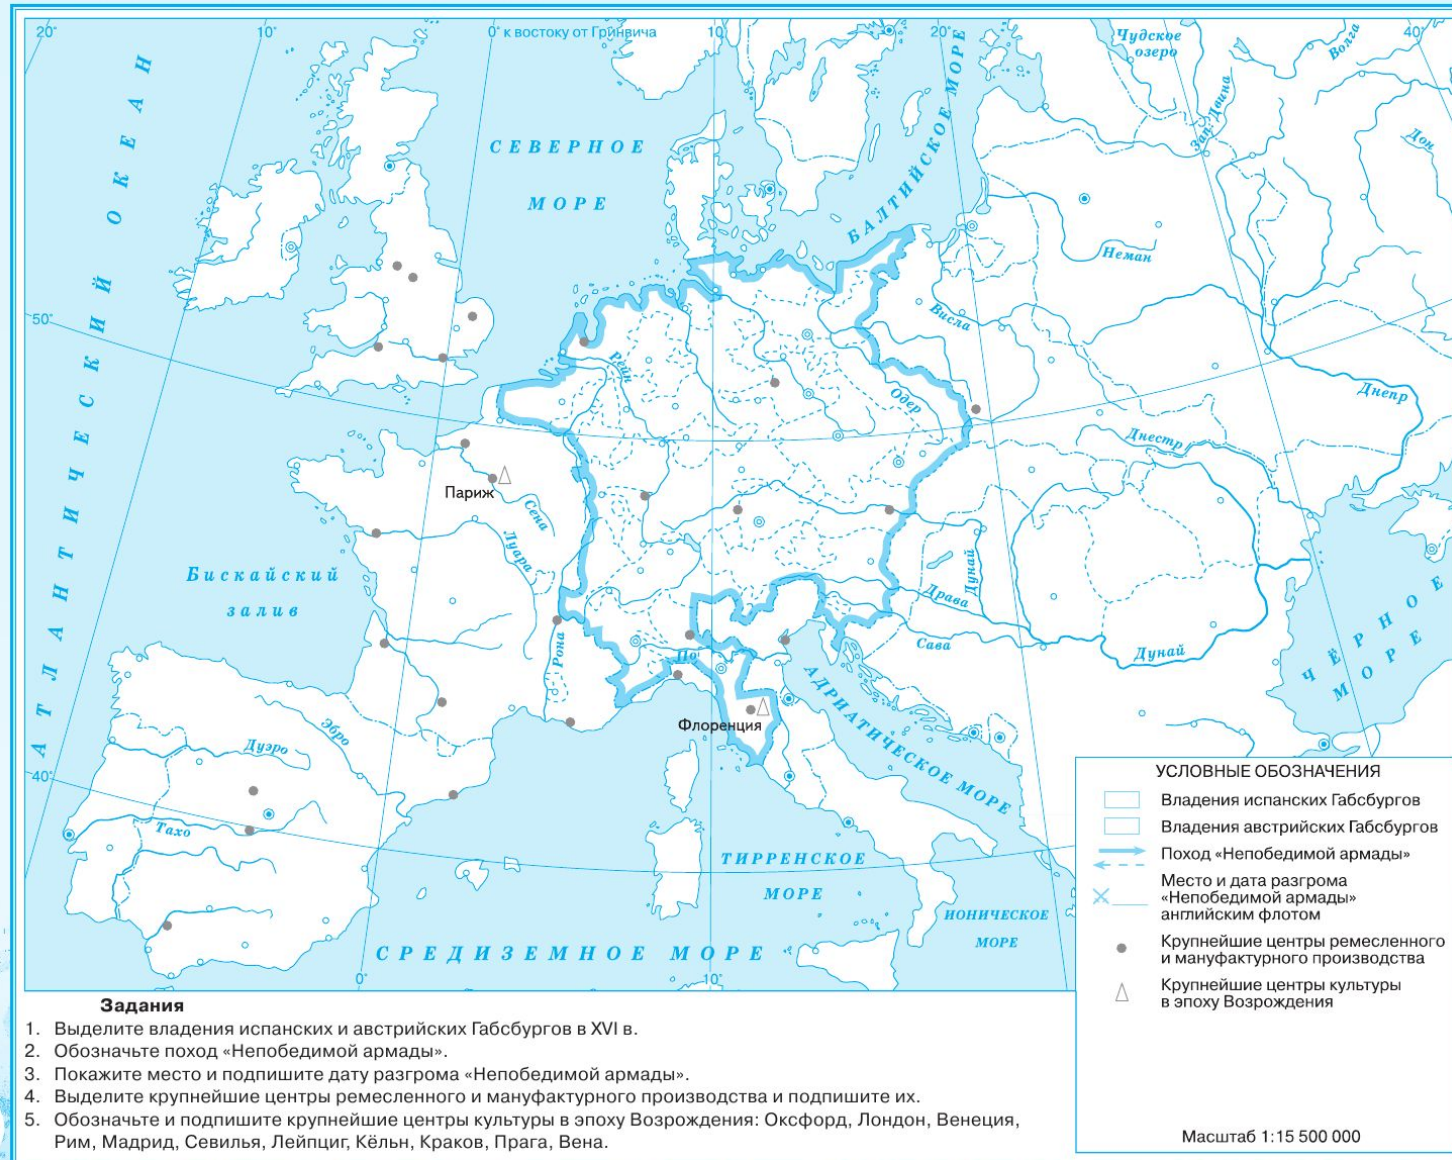 20°
10°
0° к востоку от Гринвича
10°
20°
40°
АТЛАНТИЧЕСКИЙ ОКЕАН
СЕВЕРНОЕ
МОРЕ
БАЛТИЙСКОЕ МОРЕ
Чудское
озеро
Зап. Двина
Волга
Дон
Неман
Висла
50°
Рейн
Одер
Днепр
Днестр
Париж
Сена
Луара
Бискайский
залив
Дунай
Драва
Сава
Дунай
ЧЁРНОЕ
МОРЕ
Рона
По
Флоренция
АДРИАТИЧЕСКОЕ МОРЕ
Эбро
Дуэро
40°
Тахо
ТИРРЕНСКОЕ
МОРЕ
ИОНИЧЕСКОЕ
МОРЕ
СРЕДИЗЕМНОЕ МОРЕ
0°
10°
УСЛОВНЫЕ ОБОЗНАЧЕНИЯ
Владения испанских Габсбургов
Владения австрийских Габсбургов
Поход «Непобедимой армады»
Место и дата разгрома
«Непобедимой армады»
английским флотом
Крупнейшие центры ремесленного
и мануфактурного производства
Крупнейшие центры культуры
в эпоху Возрождения
Масштаб 1:15 500 000
Задания
1. Выделите владения испанских и австрийских Габсбургов в XVI в.
2. Обозначьте поход «Непобедимой армады».
3. Покажите место и подпишите дату разгрома «Непобедимой армады».
4. Выделите крупнейшие центры ремесленного и мануфактурного производства и подпишите их.
5. Обозначьте и подпишите крупнейшие центры культуры в эпоху Возрождения: Оксфорд, Лондон, Венеция,
Рим, Мадрид, Севилья, Лейпциг, Кёльн, Краков, Прага, Вена.